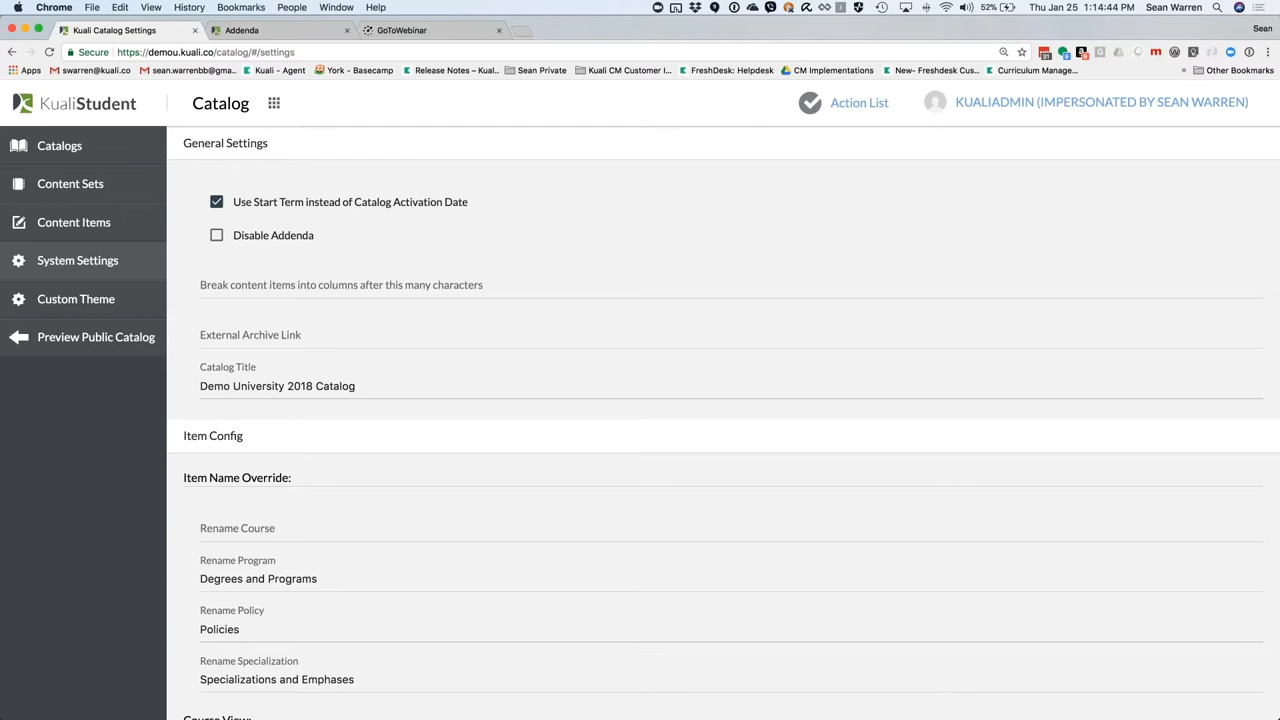 Chrome File Edit View History Bookmarks People Window Help 52% Thu Jan 25 1:14:44 PM Sean Warren
Kuali Catalog Settings Addenda GoToWebinar Sean
Secure https://demou.kuali.co/catalog/#/settings
Apps swarren@kuali.co sean.warrenbb@gma... Kuali - Agent York - Basecamp Release Notes – Kual... Sean Private Kuali CM Customer I... FreshDesk: Helpdesk CM Implementations New- Freshdesk Cus... Curriculum Manage... » Other Bookmarks
KualiStudent Catalog Action List KUALIADMIN (IMPERSONATED BY SEAN WARREN)
Catalogs
Content Sets
Content Items
System Settings
Custom Theme
Preview Public Catalog
General Settings
Use Start Term instead of Catalog Activation Date
Disable Addenda
Break content items into columns after this many characters
External Archive Link
Catalog Title
Demo University 2018 Catalog
Item Config
Item Name Override:
Rename Course
Rename Program
Degrees and Programs
Rename Policy
Policies
Rename Specialization
Specializations and Emphases
Course View: